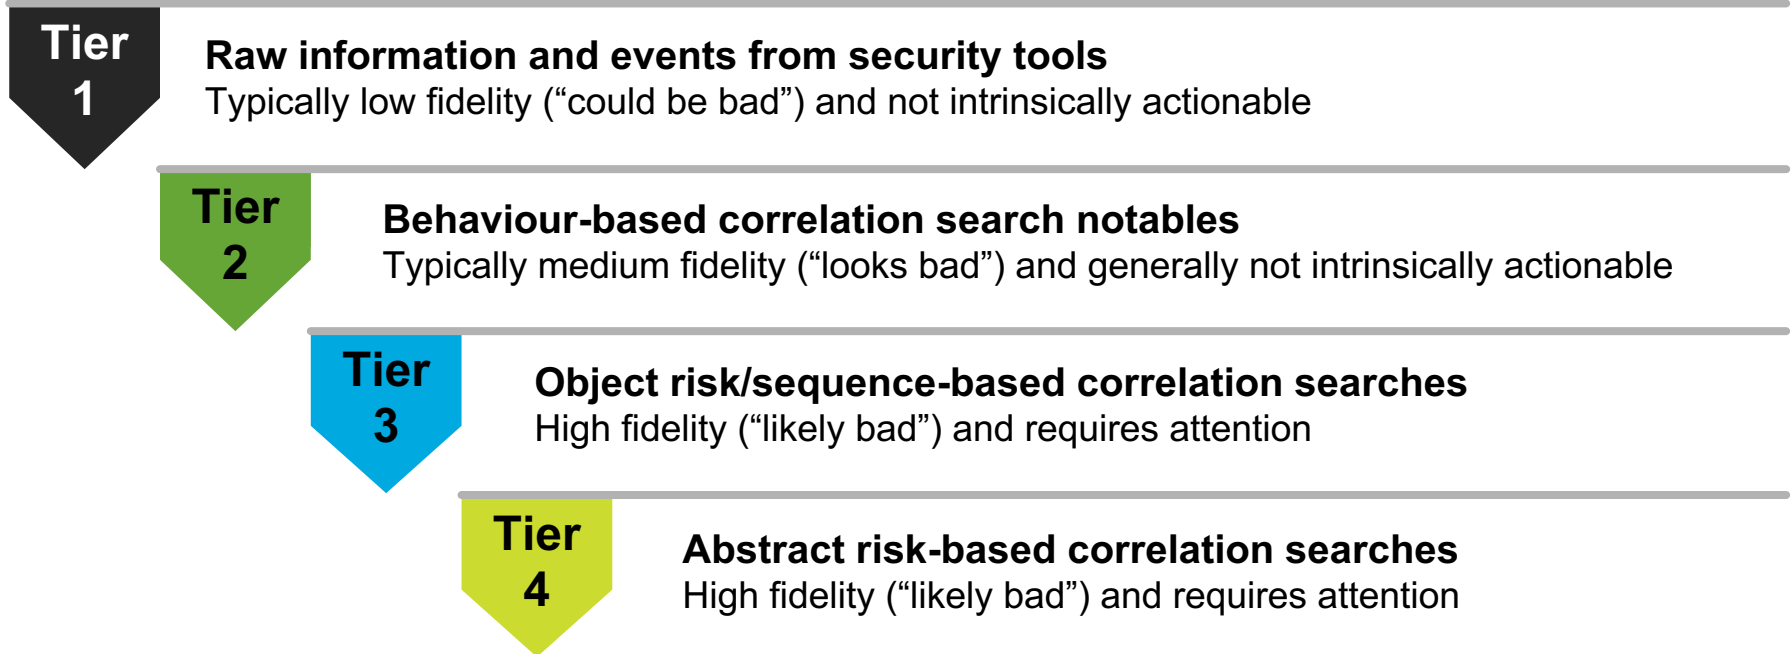 Tier
1
Raw information and events from security tools
Typically low fidelity (“could be bad”) and not intrinsically actionable
Tier
2
Behaviour-based correlation search notables
Typically medium fidelity (“looks bad”) and generally not intrinsically actionable
Tier
3
Object risk/sequence-based correlation searches
High fidelity (“likely bad”) and requires attention
Tier
4
Abstract risk-based correlation searches
High fidelity (“likely bad”) and requires attention